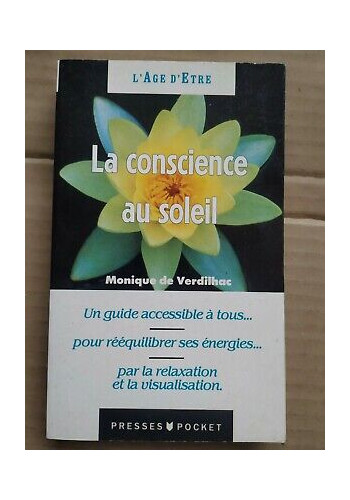 L'AGE D'ETRE
La conscience
au soleil
Monique de Verdilhac
Un guide accessible à tous...
pour rééquilibrer ses énergies...
par la relaxation
et la visualisation.
PRESSES POCKET